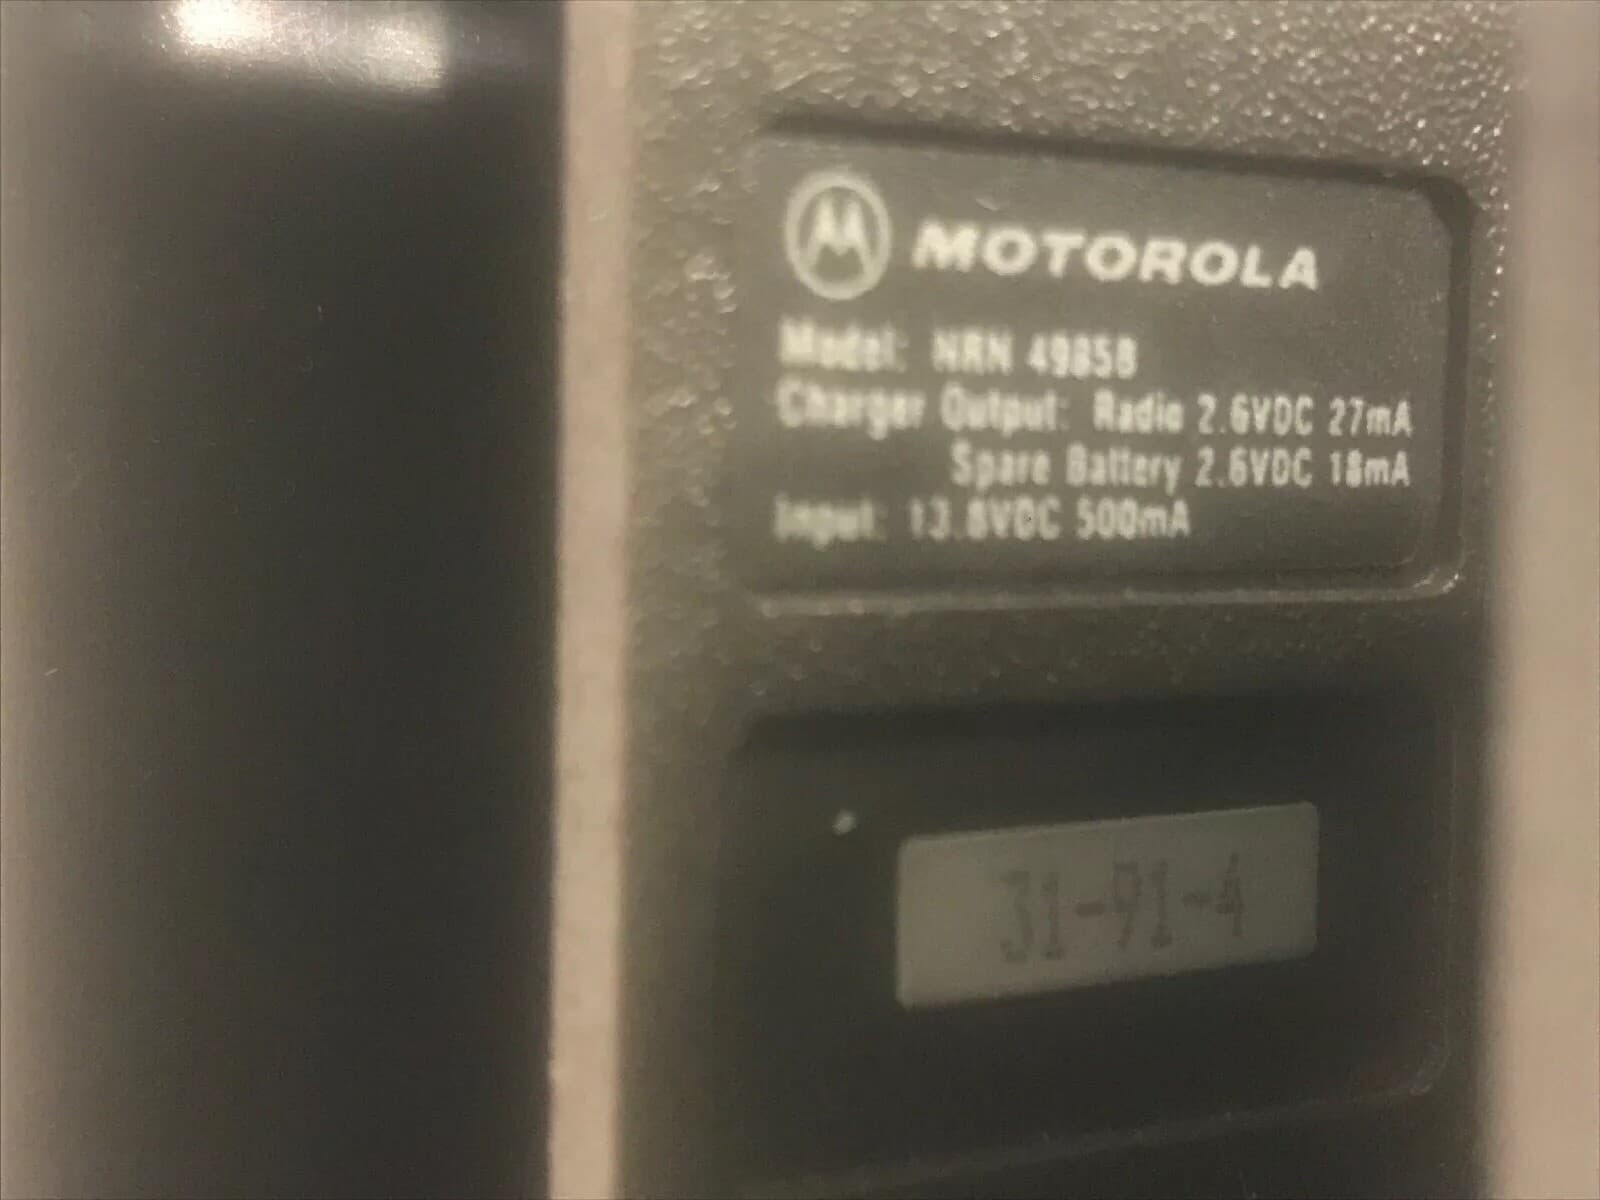 MOTOROLA
Model: NRN 4985B
Charger Output: Radio 2.6VDC 27mA
Spare Battery 2.6VDC 18mA
Input: 13.8VDC 500mA
31-91-4